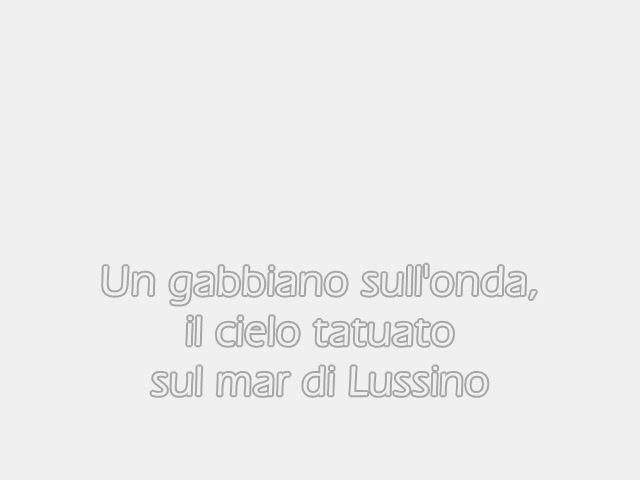 Un gabbiano sull'onda,
il cielo tatuato
sul mar di Lussino